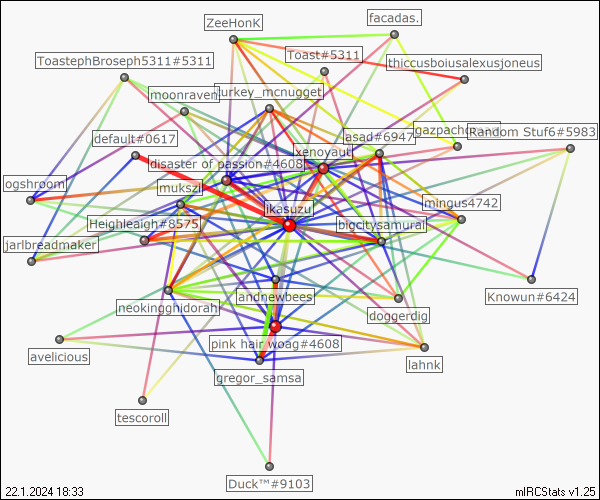 ZeeHonK
facadas.
ToastephBroseph5311#5311
Toast#5311
thiccusboiusalexusjoneus
moonraven
turkey_mcnugget
default#0617
asad#6947
gazpacho
Random Stuf6#5983
xenoyaut
disaster of passion#4608
ogshroom
mukszi
ikasuzu
mingus4742
Heighleaigh#8575
bigcitysamurai
jarlbreadmaker
neokingghidorah
andnewbees
doggerdig
Knowun#6424
avelicious
pink hair woag#4608
lahnk
gregor_samsa
tescoroll
Duck™#9103
22.1.2024 18:33
mIRCStats v1.25